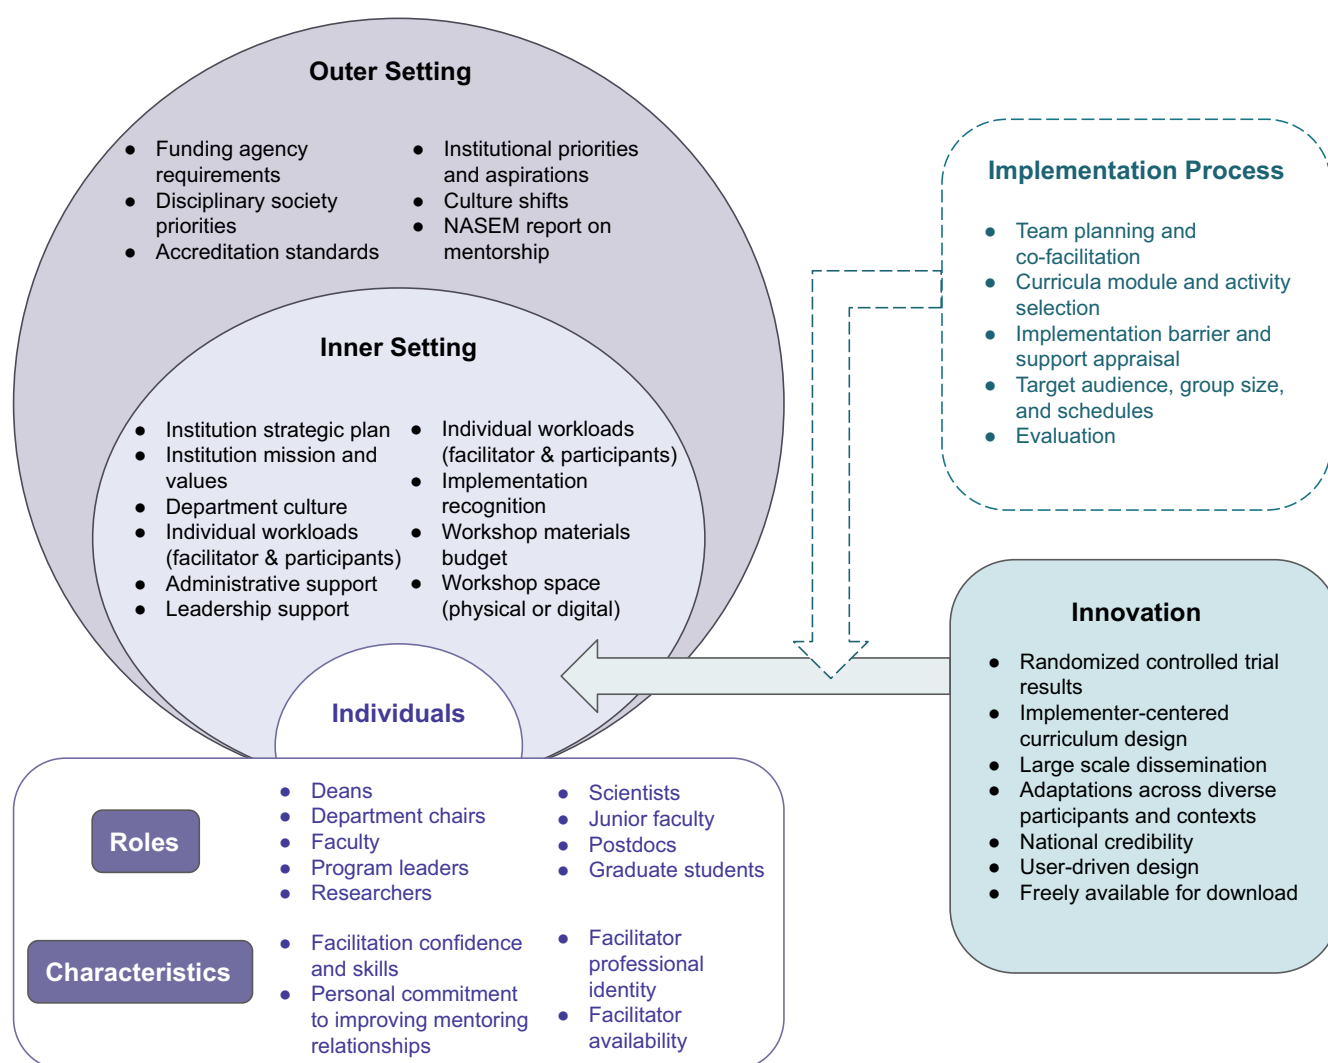 Outer Setting
● Funding agency
requirements
● Disciplinary society
priorities
● Accreditation standards
● Institutional priorities
and aspirations
● Culture shifts
● NASEM report on
mentorship
Inner Setting
● Institution strategic plan
● Institution mission and
values
● Department culture
● Individual workloads
(facilitator & participants)
● Administrative support
● Leadership support
● Individual workloads
(facilitator & participants)
● Implementation
recognition
● Workshop materials
budget
● Workshop space
(physical or digital)
Individuals
Roles
● Deans
● Department chairs
● Faculty
● Program leaders
● Researchers
● Scientists
● Junior faculty
● Postdocs
● Graduate students
Characteristics
● Facilitation confidence
and skills
● Personal commitment
to improving mentoring
relationships
● Facilitator
professional
identity
● Facilitator
availability
Implementation Process
● Team planning and
co-facilitation
● Curricula module and activity
selection
● Implementation barrier and
support appraisal
● Target audience, group size,
and schedules
● Evaluation
Innovation
● Randomized controlled trial
results
● Implementer-centered
curriculum design
● Large scale dissemination
● Adaptations across diverse
participants and contexts
● National credibility
● User-driven design
● Freely available for download